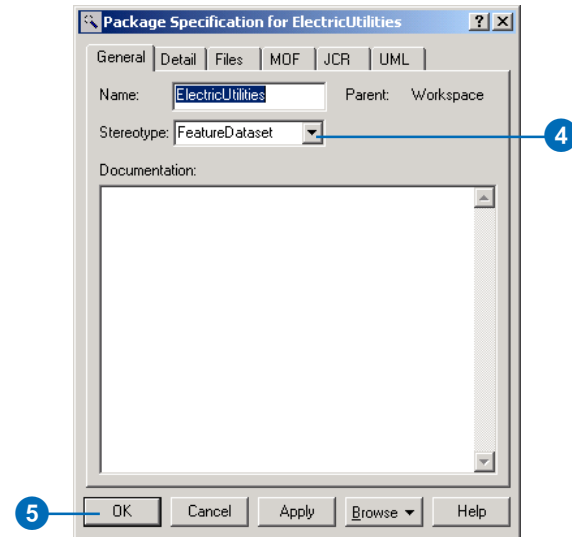 Package Specification for ElectricUtilities
General Detail Files MOF JCR UML
Name: ElectricUtilities Parent: Workspace
Stereotype: FeatureDataset 4
Documentation:
5 OK Cancel Apply Browse Help